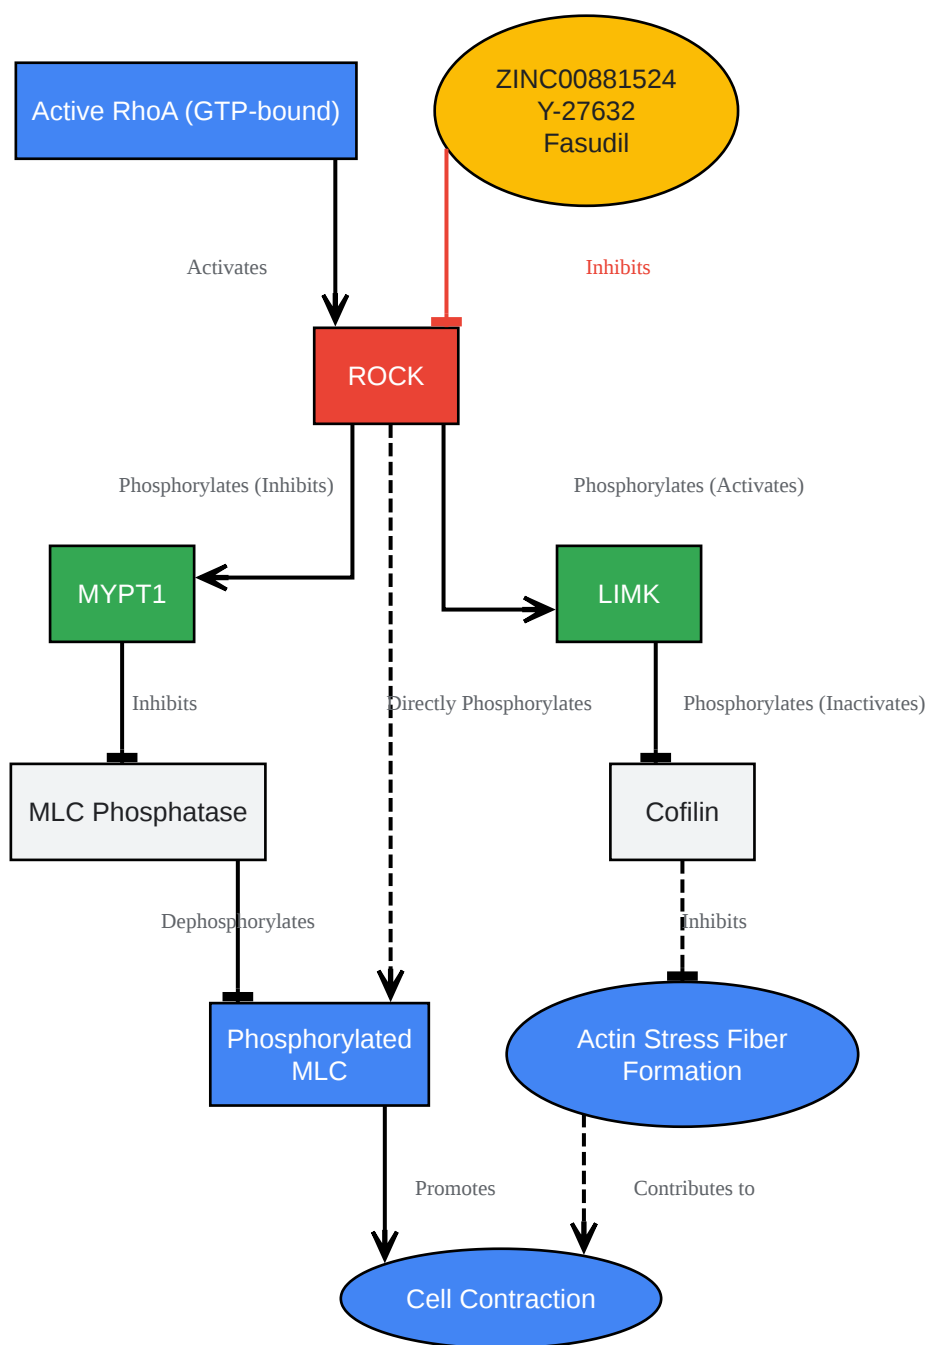 Active RhoA (GTP-bound)
ZINC00881524
Y-27632
Fasudil
Activates
Inhibits
ROCK
Phosphorylates (Inhibits)
Phosphorylates (Activates)
MYPT1
LIMK
Inhibits
Directly Phosphorylates
Phosphorylates (Inactivates)
MLC Phosphatase
Cofilin
Dephosphorylates
Inhibits
Phosphorylated
MLC
Actin Stress Fiber
Formation
Promotes
Contributes to
Cell Contraction